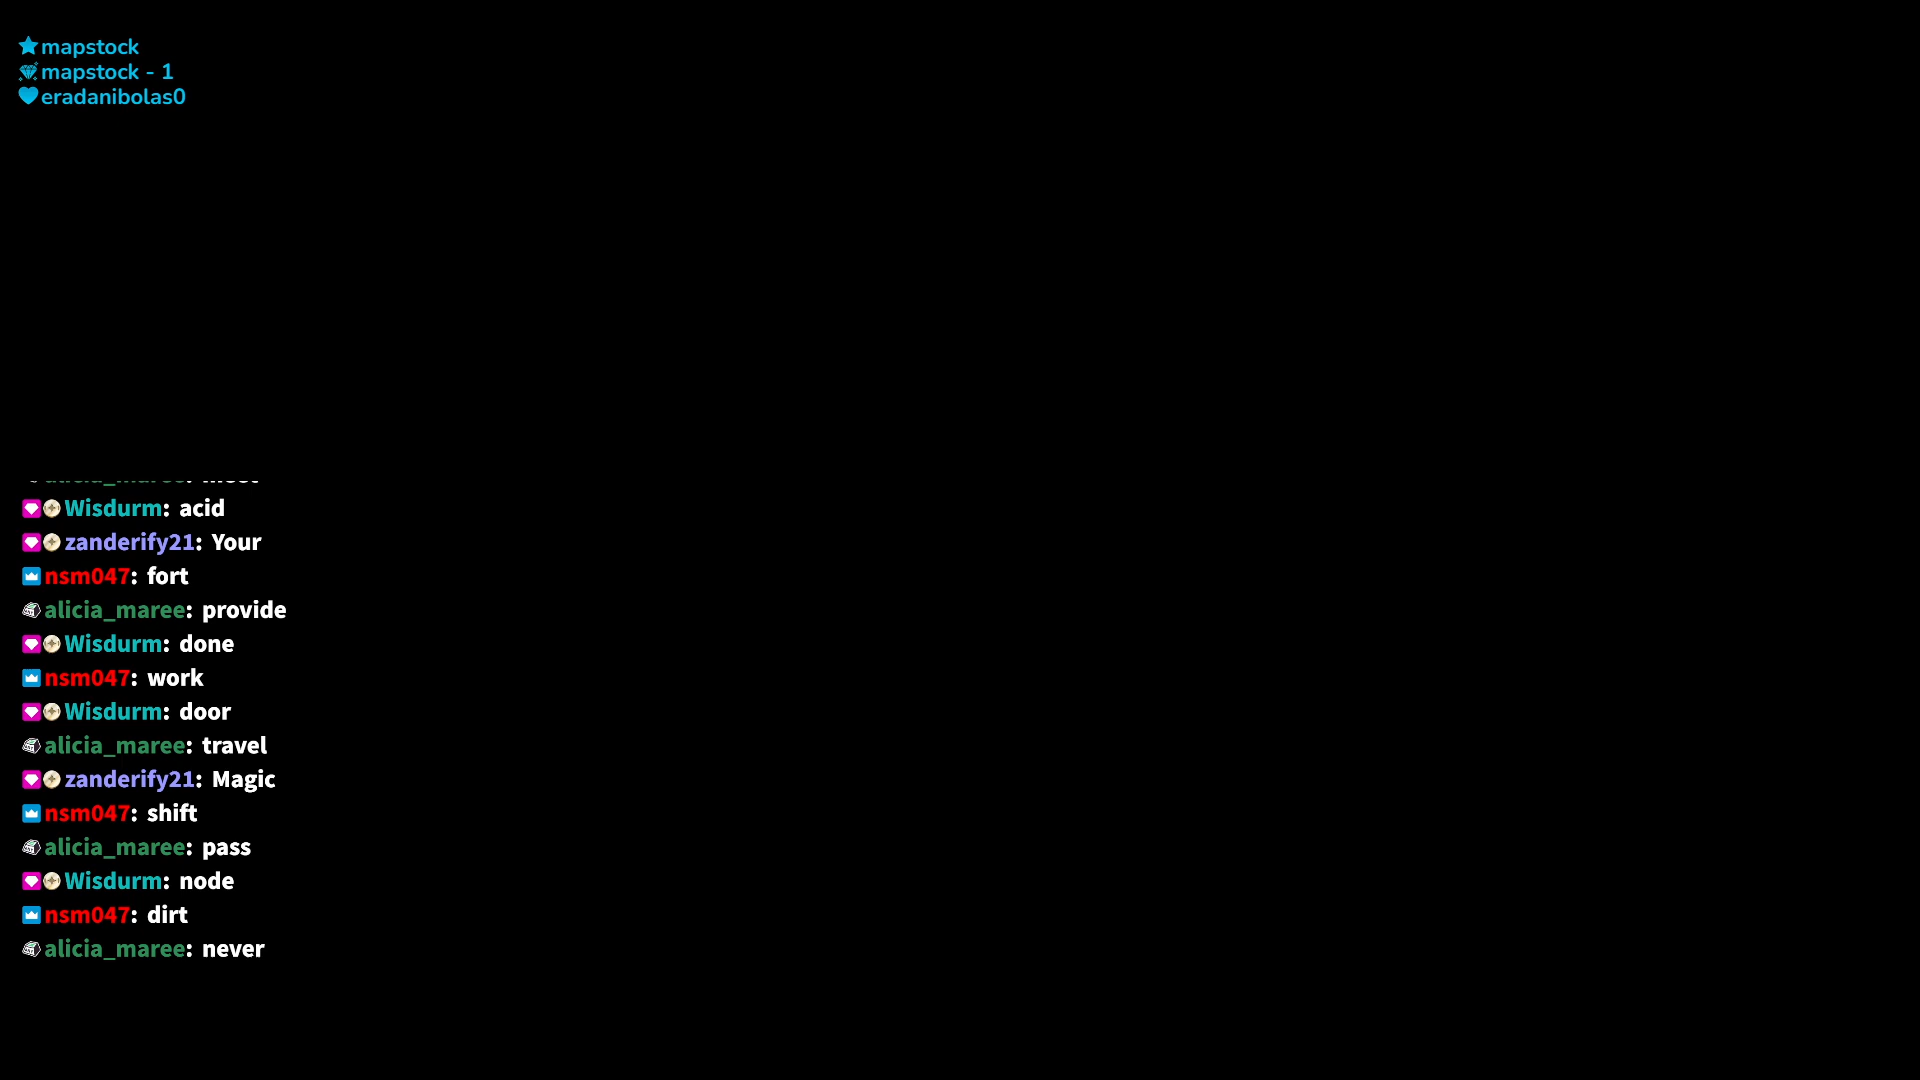 mapstock
mapstock - 1
eradanibolas0
Wisdurm: acid
zanderify21: Your
nsm047: fort
alicia_maree: provide
Wisdurm: done
nsm047: work
Wisdurm: door
alicia_maree: travel
zanderify21: Magic
nsm047: shift
alicia_maree: pass
Wisdurm: node
nsm047: dirt
alicia_maree: never